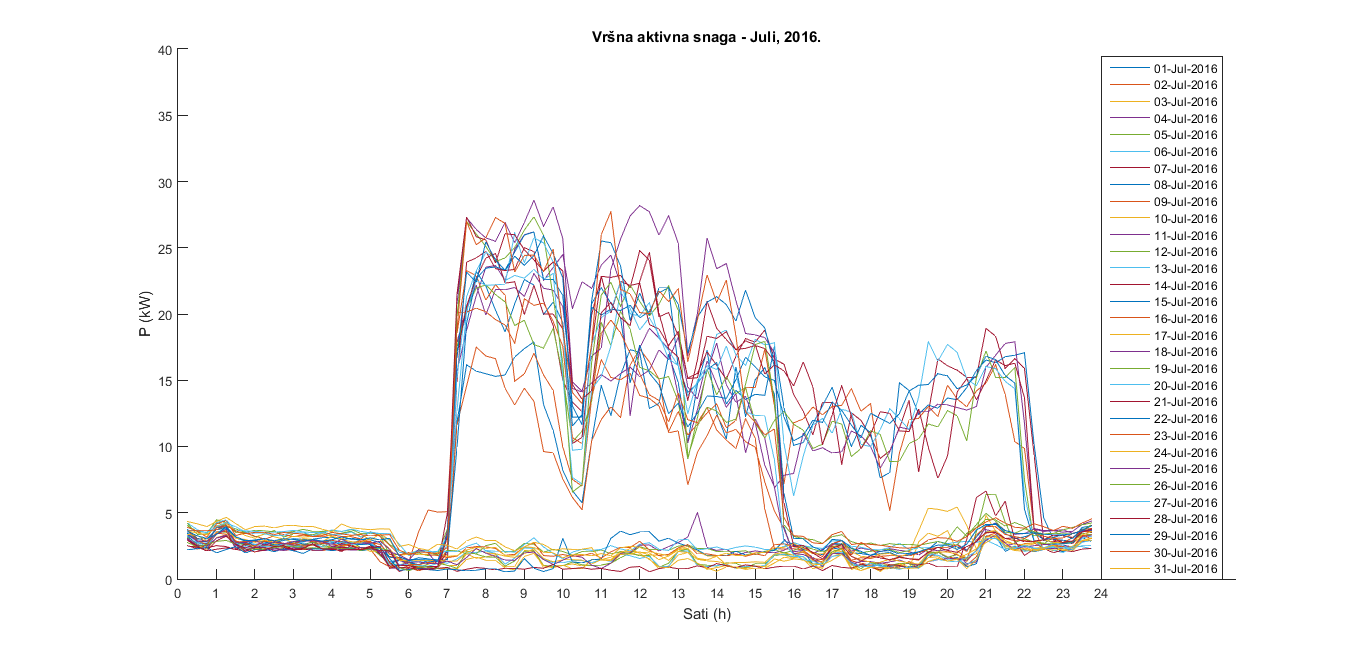 Vršna aktivna snaga - Juli, 2016.
40
35
30
25
20
15
10
5
0
P (kW)
0 1 2 3 4 5 6 7 8 9 10 11 12 13 14 15 16 17 18 19 20 21 22 23 24
Sati (h)
01-Jul-2016
02-Jul-2016
03-Jul-2016
04-Jul-2016
05-Jul-2016
06-Jul-2016
07-Jul-2016
08-Jul-2016
09-Jul-2016
10-Jul-2016
11-Jul-2016
12-Jul-2016
13-Jul-2016
14-Jul-2016
15-Jul-2016
16-Jul-2016
17-Jul-2016
18-Jul-2016
19-Jul-2016
20-Jul-2016
21-Jul-2016
22-Jul-2016
23-Jul-2016
24-Jul-2016
25-Jul-2016
26-Jul-2016
27-Jul-2016
28-Jul-2016
29-Jul-2016
30-Jul-2016
31-Jul-2016